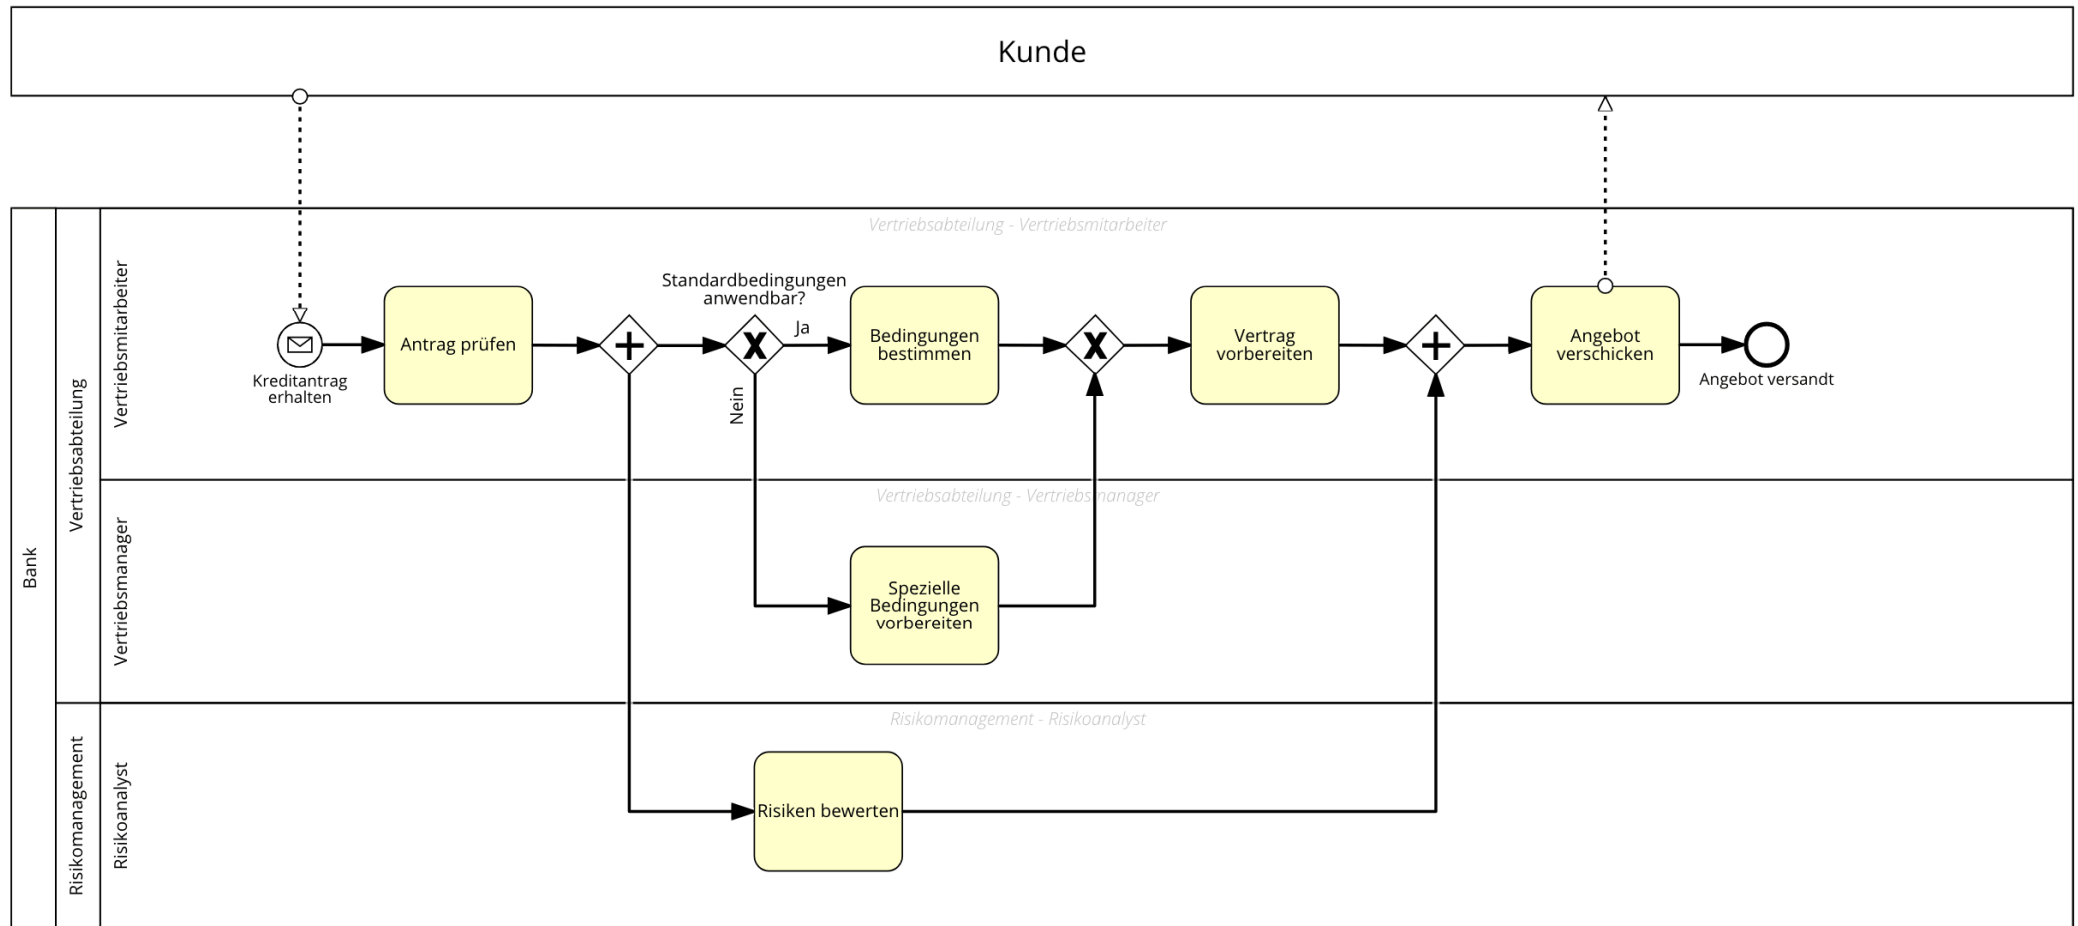 Kunde
Bank
Vertriebsabteilung
Vertriebsmitarbeiter
Vertriebsabteilung - Vertriebsmitarbeiter
Kreditantrag
erhalten
Antrag prüfen
Standardbedingungen
anwendbar?
Ja
Nein
Bedingungen
bestimmen
Vertrag
vorbereiten
Angebot
verschicken
Angebot versandt
Vertriebsmanager
Vertriebsabteilung - Vertriebsmanager
Spezielle
Bedingungen
vorbereiten
Risikomanagement
Risikoanalyst
Risikomanagement - Risikoanalyst
Risiken bewerten